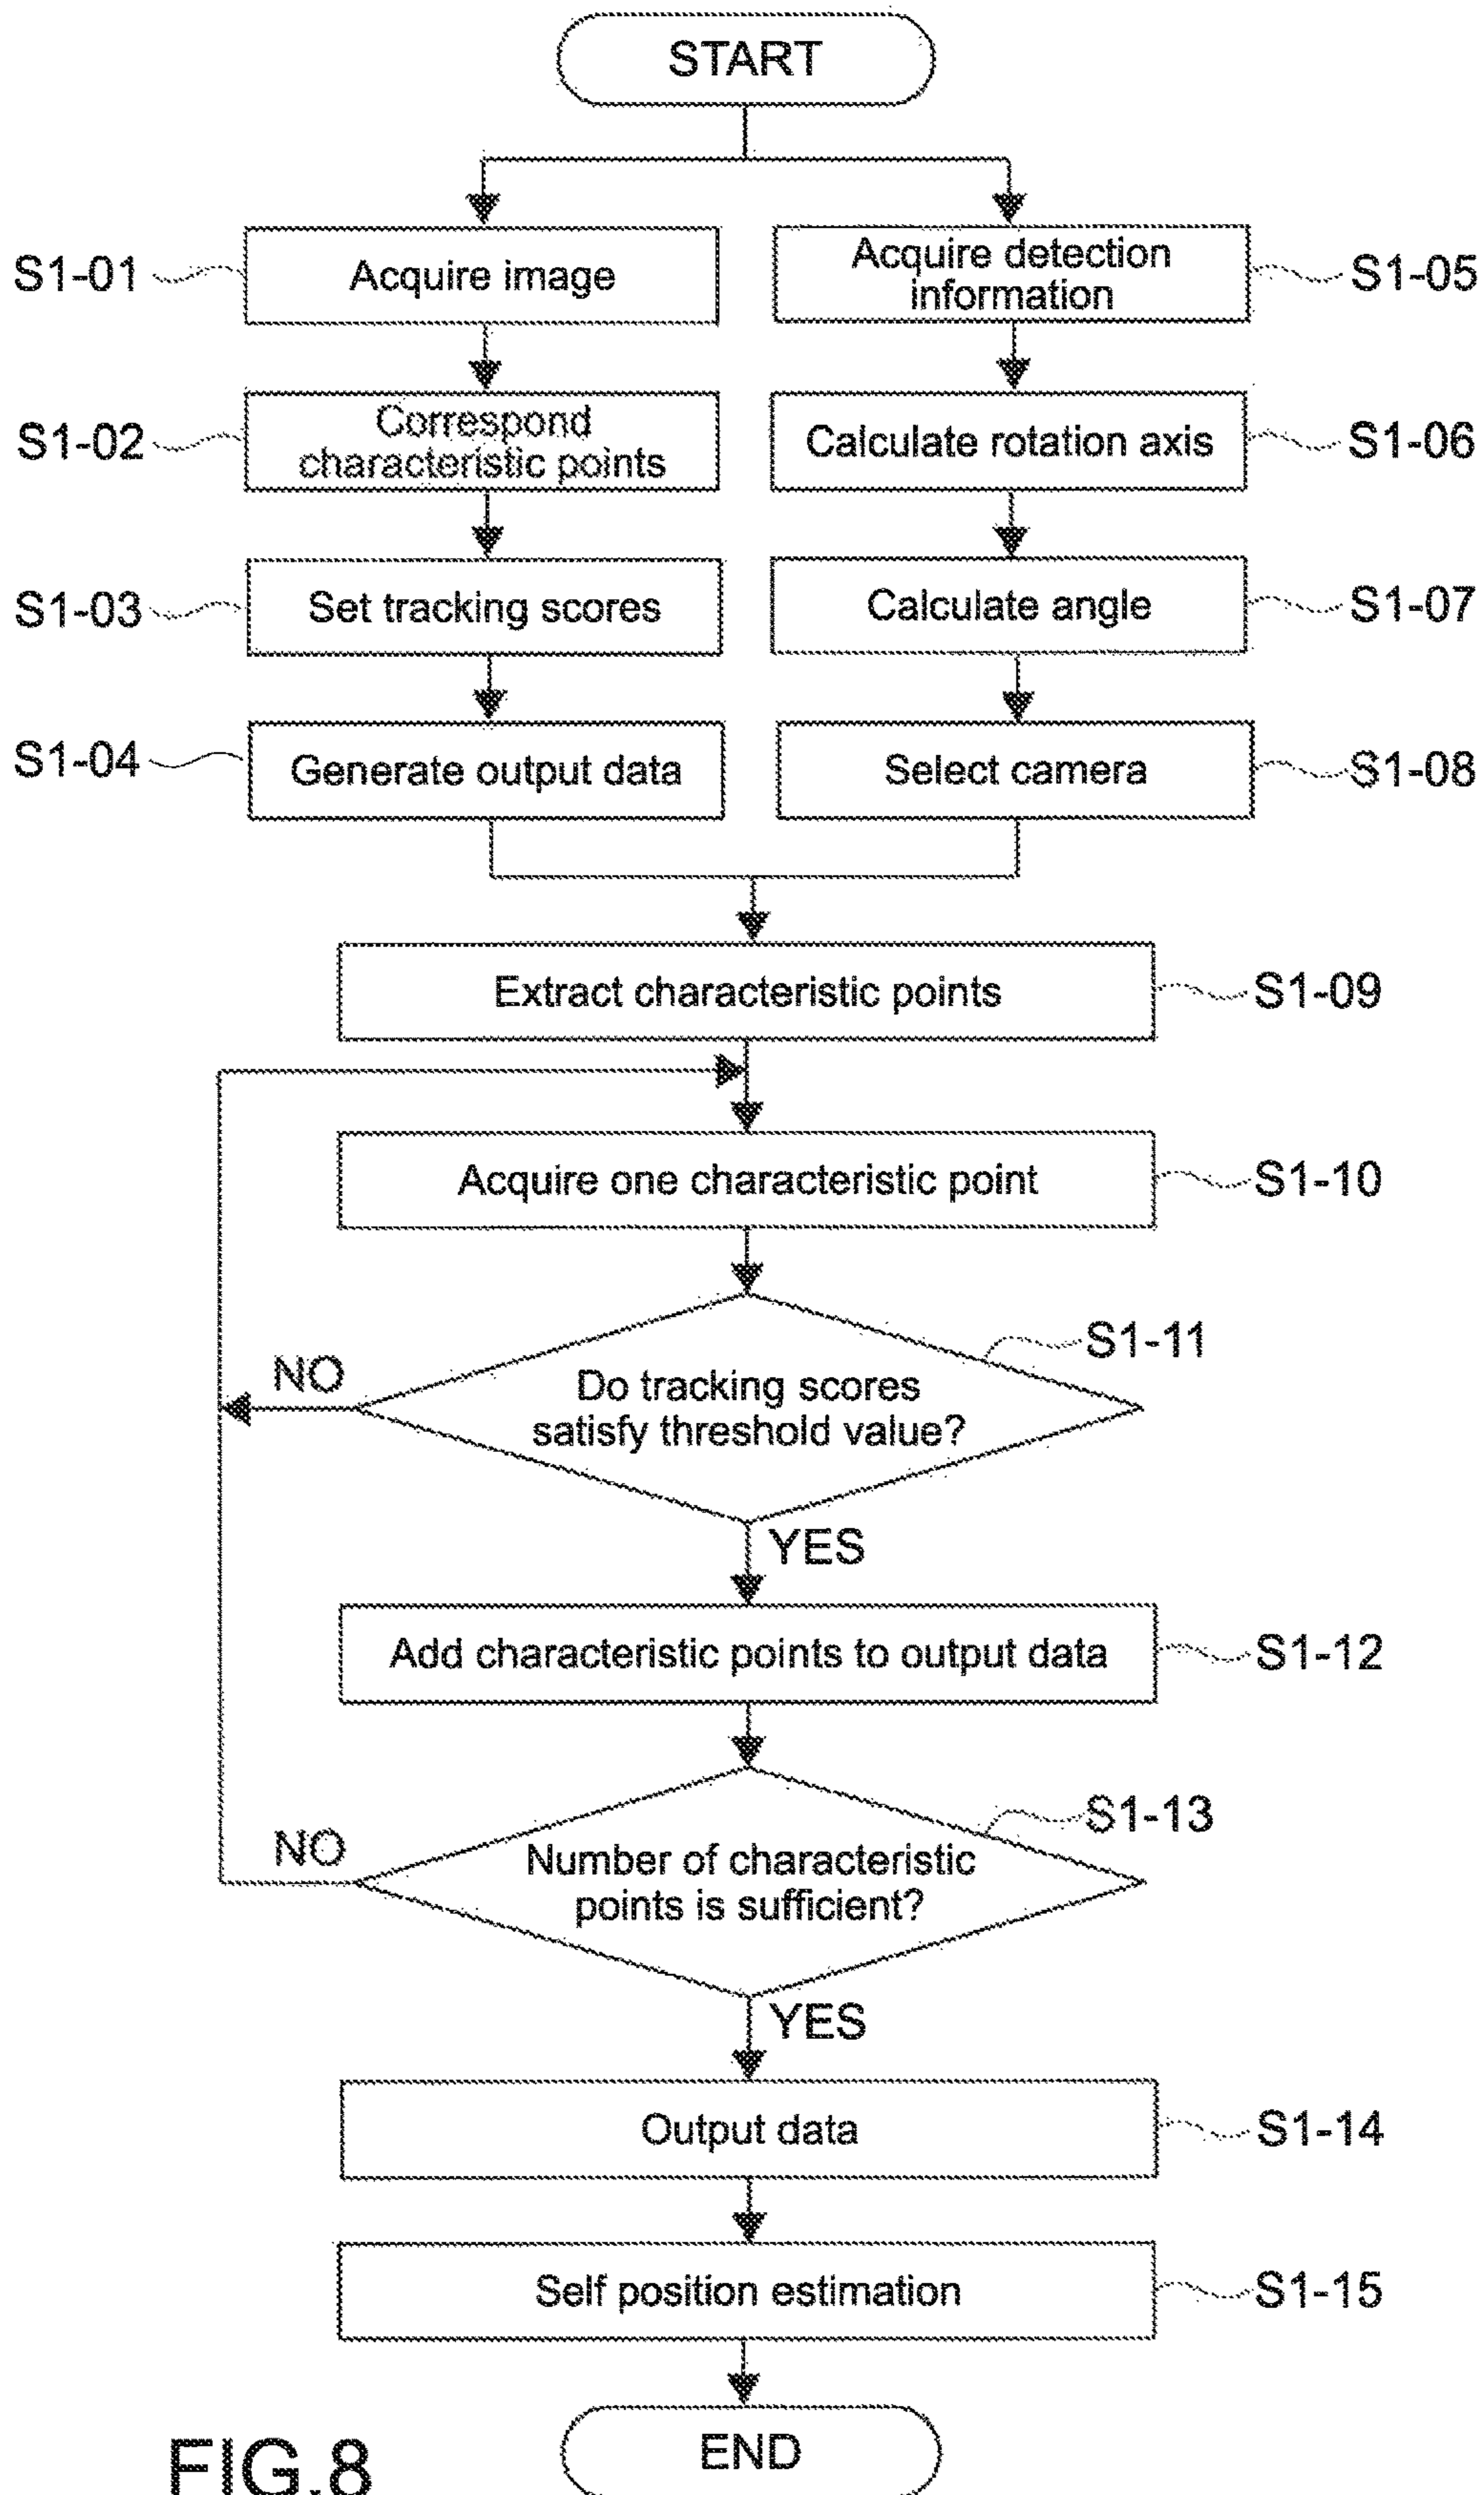 START
S1-01
Acquire image
Acquire detection
information
S1-05
S1-02
Correspond
characteristic points
Calculate rotation axis
S1-06
S1-03
Set tracking scores
Calculate angle
S1-07
S1-04
Generate output data
Select camera
S1-08
Extract characteristic points
S1-09
Acquire one characteristic point
S1-10
S1-11
NO
Do tracking scores
satisfy threshold value?
YES
Add characteristic points to output data
S1-12
S1-13
NO
Number of characteristic
points is sufficient?
YES
Output data
S1-14
Self position estimation
S1-15
END
FIG.8